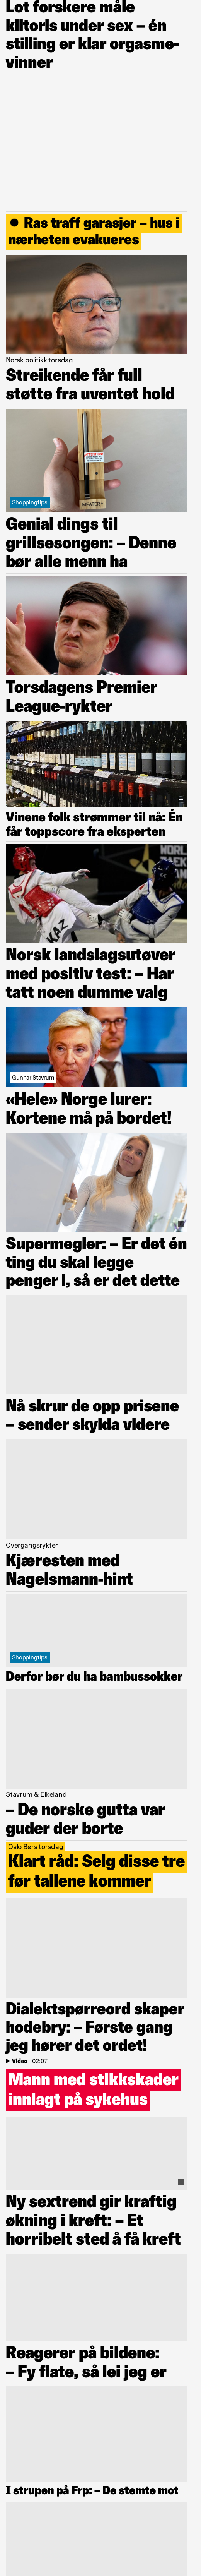 Lot forskere måle
klitoris under sex – én
stilling er klar orgasme-
vinner
Ras traff garasjer – hus i
nærheten evakueres
Norsk politikk torsdag
Streikende får full
støtte fra uventet hold
MEATER+
Shoppingtips
Genial dings til
grillsesongen: – Denne
bør alle menn ha
Torsdagens Premier
League-rykter
Vinene folk strømmer til nå: Én
får toppscore fra eksperten
WORL
KAZ
Norsk landslagsutøver
med positiv test: – Har
tatt noen dumme valg
Gunnar Stavrum
«Hele» Norge lurer:
Kortene må på bordet!
Supermegler: – Er det én
ting du skal legge
penger i, så er det dette
Nå skrur de opp prisene
– sender skylda videre
Overgangsrykter
Kjæresten med
Nagelsmann-hint
Shoppingtips
Derfor bør du ha bambussokker
Stavrum & Eikeland
– De norske gutta var
guder der borte
Oslo Børs torsdag
Klart råd: Selg disse tre
før tallene kommer
Dialektspørreord skaper
hodebry: – Første gang
jeg hører det ordet!
Video | 02:07
Mann med stikkskader
innlagt på sykehus
Ny sextrend gir kraftig
økning i kreft: – Et
horribelt sted å få kreft
Reagerer på bildene:
– Fy flate, så lei jeg er
I strupen på Frp: – De stemte mot